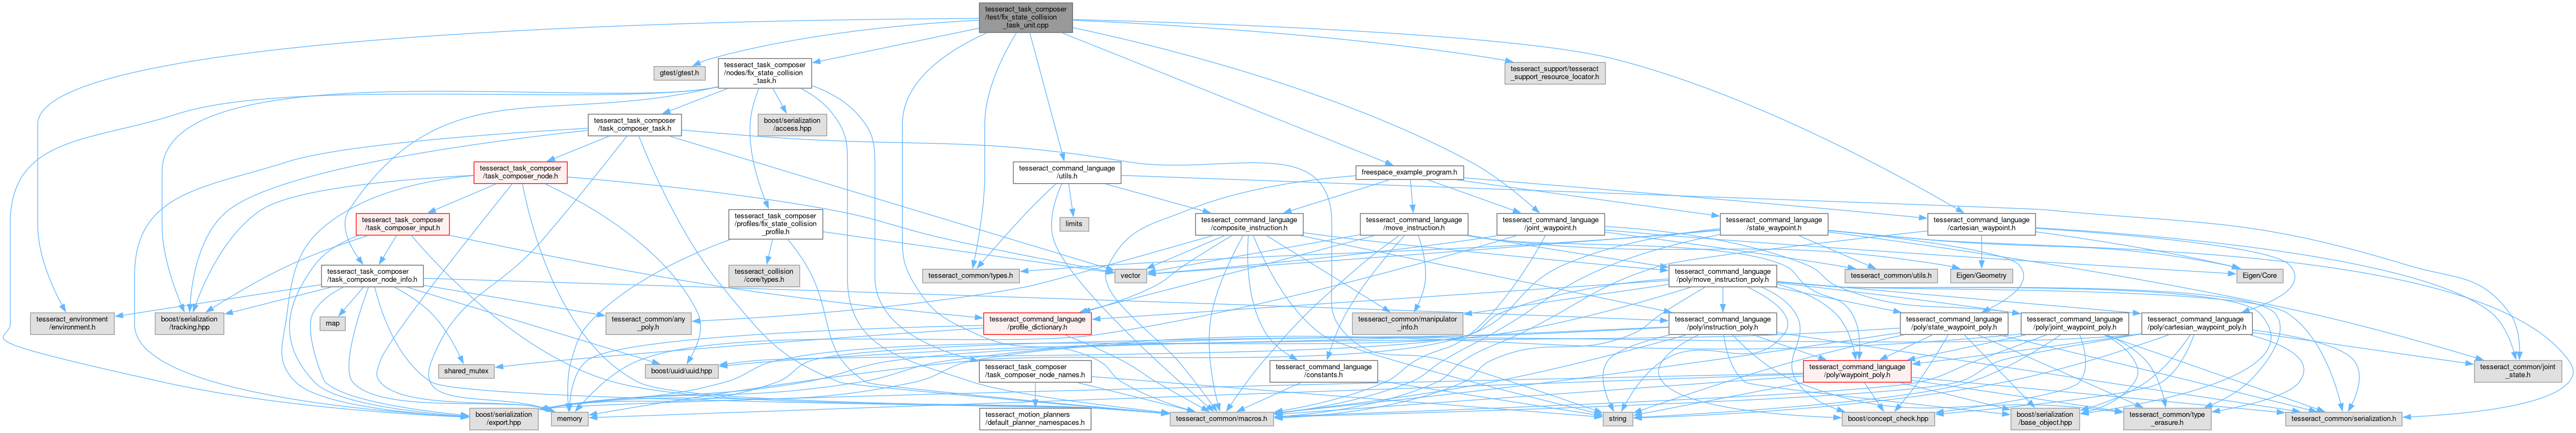 tesseract_task_composer
/test/fix_state_collision
_task_unit.cpp
gtest/gtest.h
tesseract_task_composer
/nodes/fix_state_collision
_task.h
tesseract_support/tesseract
_support_resource_locator.h
tesseract_task_composer
/task_composer_task.h
boost/serialization
/access.hpp
tesseract_task_composer
/task_composer_node.h
tesseract_command_language
/utils.h
freespace_example_program.h
tesseract_task_composer
/task_composer_input.h
tesseract_task_composer
/profiles/fix_state_collision
_profile.h
limits
tesseract_command_language
/composite_instruction.h
tesseract_command_language
/move_instruction.h
tesseract_command_language
/joint_waypoint.h
tesseract_command_language
/state_waypoint.h
tesseract_command_language
/cartesian_waypoint.h
tesseract_task_composer
/task_composer_node_info.h
tesseract_collision
/core/types.h
tesseract_common/types.h
vector
tesseract_command_language
/poly/move_instruction_poly.h
tesseract_common/utils.h
Eigen/Geometry
Eigen/Core
tesseract_environment
/environment.h
boost/serialization
/tracking.hpp
map
tesseract_common/any
_poly.h
tesseract_command_language
/profile_dictionary.h
tesseract_common/manipulator
_info.h
tesseract_command_language
/poly/instruction_poly.h
tesseract_command_language
/poly/state_waypoint_poly.h
tesseract_command_language
/poly/joint_waypoint_poly.h
tesseract_command_language
/poly/cartesian_waypoint_poly.h
shared_mutex
boost/uuid/uuid.hpp
tesseract_task_composer
/task_composer_node_names.h
tesseract_command_language
/constants.h
tesseract_command_language
/poly/waypoint_poly.h
tesseract_common/joint
_state.h
boost/serialization
/export.hpp
memory
tesseract_motion_planners
/default_planner_namespaces.h
tesseract_common/macros.h
string
boost/concept_check.hpp
boost/serialization
/base_object.hpp
tesseract_common/type
_erasure.h
tesseract_common/serialization.h